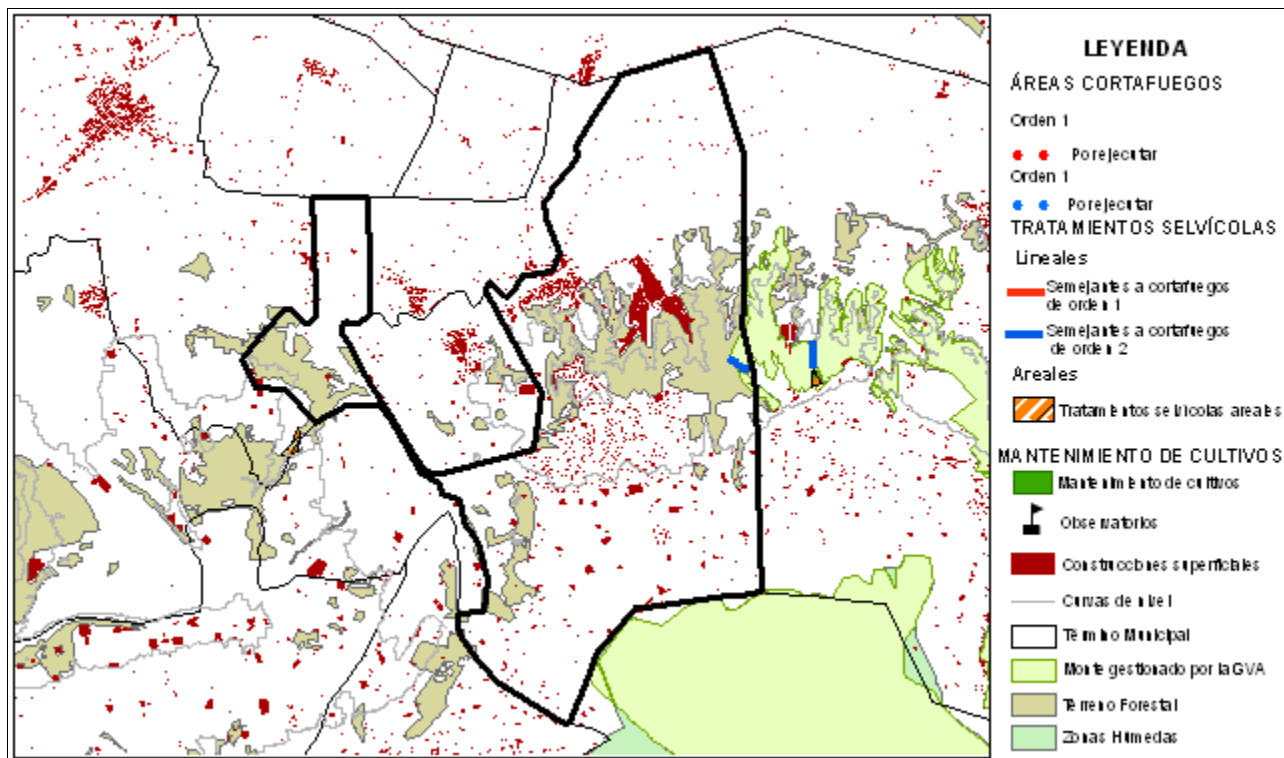 LEYENDA
ÁREAS CORTAFUEGOS
Orden 1
Por ejecutar
Orden 1
Por ejecutar
TRATAMIENTOS SELVÍCOLAS
Lineales
Semejantes a cortafuegos
de orden 1
Semejantes a cortafuegos
de orden 2
Areales
Tratamientos selvícolas areales
MANTENIMIENTO DE CULTIVOS
Mantenimiento de cultivos
Observatorios
Construcciones superficiales
Curvas de nivel
Término Municipal
Monte gestionado por la GVA
Terreno Forestal
Zonas Húmedas